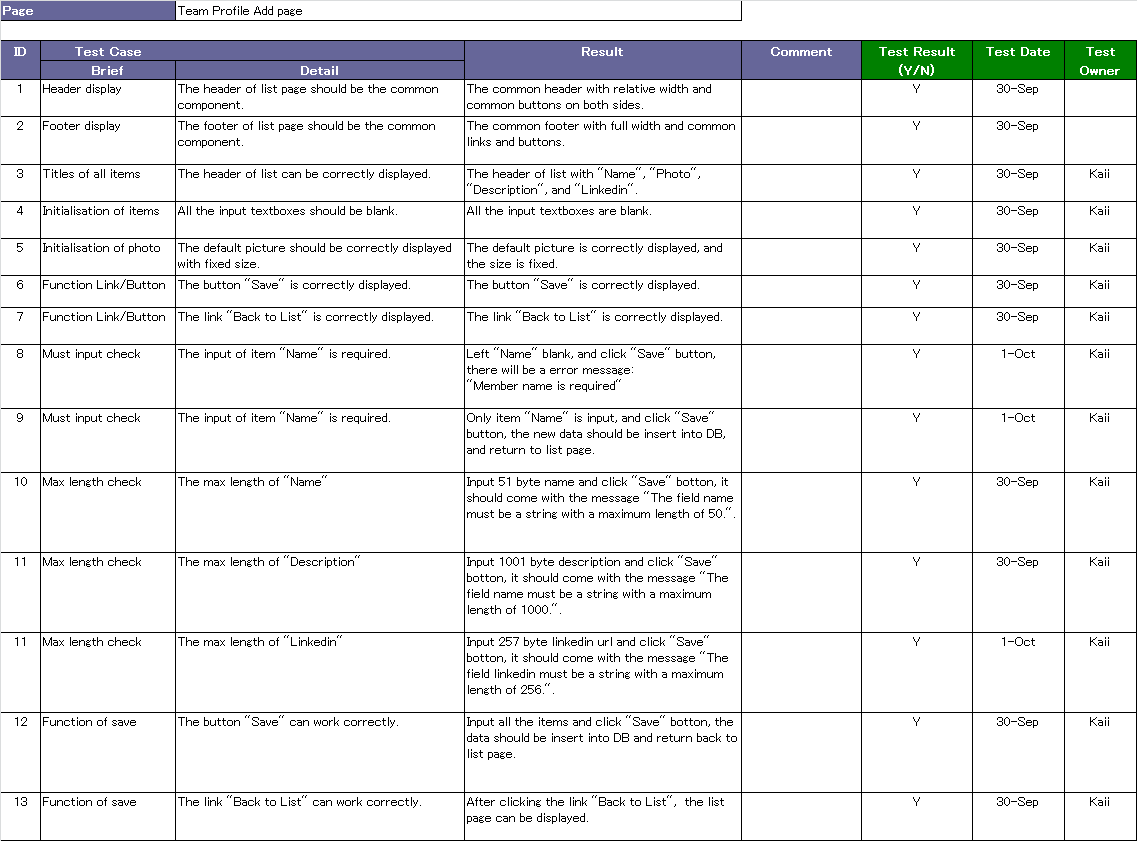 Page Team Profile Add page
ID Test Case Result Comment Test Result (Y/N) Test Date Test Owner
Brief Detail
1 Header display The header of list page should be the common The common header with relative width and Y 30-Sep
component. common buttons on both sides.
2 Footer display The footer of list page should be the common The common footer with full width and common Y 30-Sep
component. links and buttons.
3 Titles of all items The header of list can be correctly displayed. The header of list with "Name", "Photo", Y 30-Sep Kaii
"Description", and "Linkedin".
4 Initialisation of items All the input textboxes should be blank. All the input textboxes are blank. Y 30-Sep Kaii
5 Initialisation of photo The default picture should be correctly displayed The default picture is correctly displayed, and Y 30-Sep Kaii
with fixed size. the size is fixed.
6 Function Link/Button The button "Save" is correctly displayed. The button "Save" is correctly displayed. Y 30-Sep Kaii
7 Function Link/Button The link "Back to List" is correctly displayed. The link "Back to List" is correctly displayed. Y 30-Sep Kaii
8 Must input check The input of item "Name" is required. Left "Name" blank, and click "Save" button, Y 1-Oct Kaii
there will be a error message:
"Member name is required"
9 Must input check The input of item "Name" is required. Only item "Name" is input, and click "Save" Y 1-Oct Kaii
button, the new data should be insert into DB,
and return to list page.
10 Max length check The max length of "Name" Input 51 byte name and click "Save" botton, it Y 30-Sep Kaii
should come with the message "The field name
must be a string with a maximum length of 50.".
11 Max length check The max length of "Description" Input 1001 byte description and click "Save" Y 30-Sep Kaii
botton, it should come with the message "The
field name must be a string with a maximum
length of 1000.".
11 Max length check The max length of "Linkedin" Input 257 byte linkedin url and click "Save" Y 1-Oct Kaii
botton, it should come with the message "The
field linkedin must be a string with a maximum
length of 256.".
12 Function of save The button "Save" can work correctly. Input all the items and click "Save" botton, the Y 30-Sep Kaii
data should be insert into DB and return back to
list page.
13 Function of save The link "Back to List" can work correctly. After clicking the link "Back to List", the list Y 30-Sep Kaii
page can be displayed.